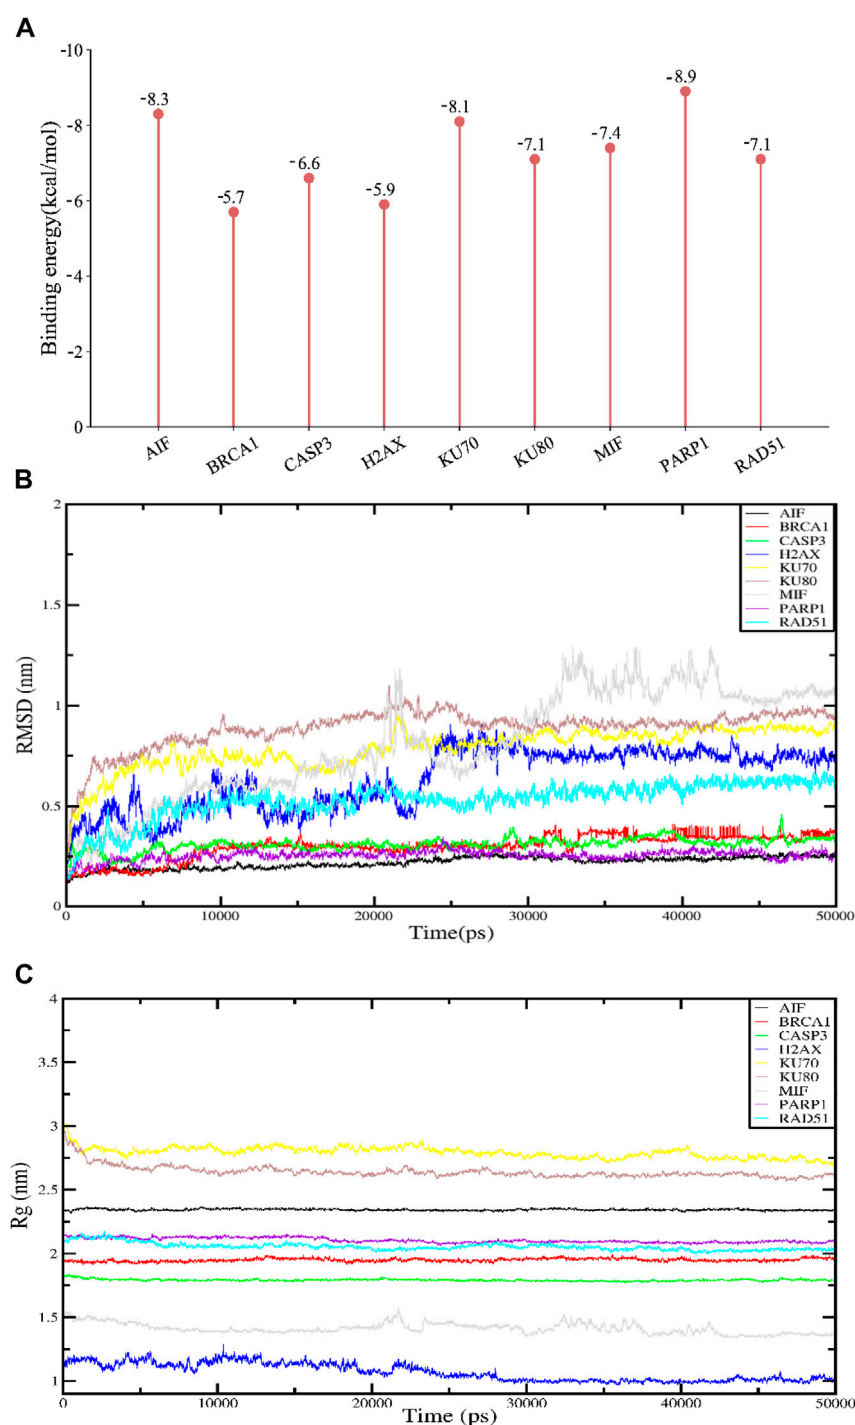 A
Binding energy(kcal/mol)
-10
-8
-6
-4
-2
0
-8.3
-5.7
-6.6
-5.9
-8.1
-7.1
-7.4
-8.9
-7.1
AIF
BRCA1
CASP3
H2AX
KU70
KU80
MIF
PARP1
RAD51
B
RMSD (nm)
2
1.5
1
0.5
0
AIF
BRCA1
CASP3
H2AX
KU70
KU80
MIF
PARP1
RAD51
0 10000 20000 30000 40000 50000
Time(ps)
C
Rg (nm)
4
3.5
3
2.5
2
1.5
1
AIF
BRCA1
CASP3
H2AX
KU70
KU80
MIF
PARP1
RAD51
0 10000 20000 30000 40000 50000
Time (ps)